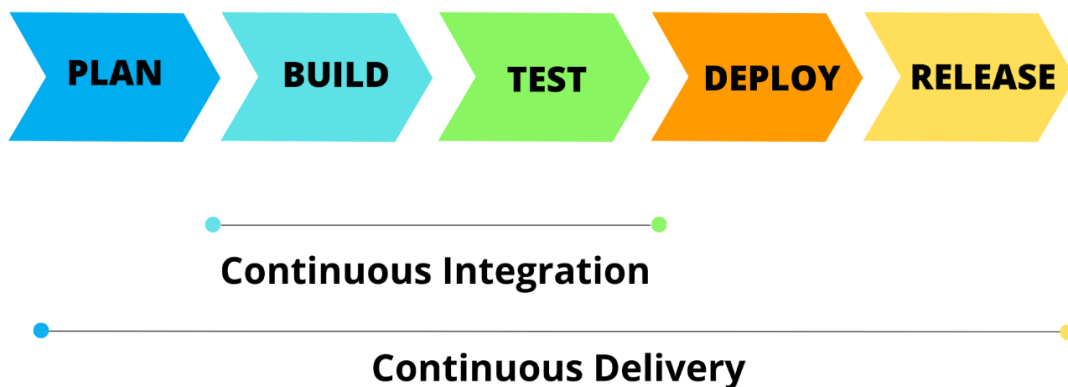 PLAN BUILD TEST DEPLOY RELEASE
Continuous Integration
Continuous Delivery